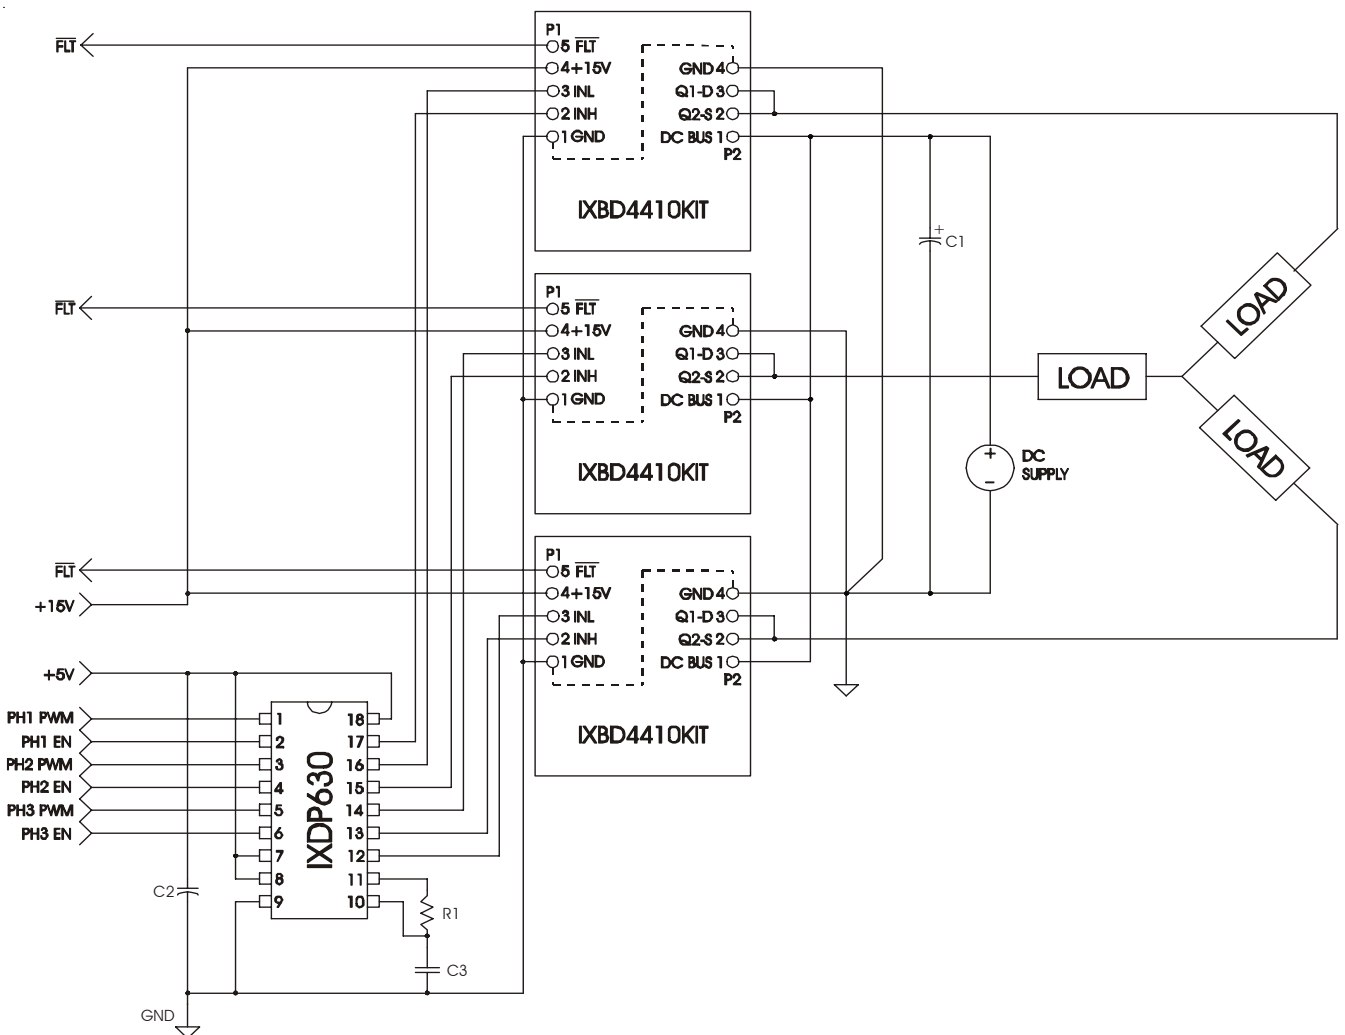 FLT
P1
5 FLT
4+15V
3 INL
2 INH
1 GND
GND 4
Q1-D 3
Q2-S 2
DC BUS 1
P2
IXBD4410KIT
+
C1
LOAD
FLT
P1
5 FLT
4+15V
3 INL
2 INH
1 GND
GND 4
Q1-D 3
Q2-S 2
DC BUS 1
P2
IXBD4410KIT
LOAD
LOAD
+
-
DC
SUPPLY
FLT
+15V
P1
5 FLT
4+15V
3 INL
2 INH
1 GND
GND 4
Q1-D 3
Q2-S 2
DC BUS 1
P2
IXBD4410KIT
+5V
PH1 PWM
PH1 EN
PH2 PWM
PH2 EN
PH3 PWM
PH3 EN
1
2
3
4
5
6
7
8
9
IXDP630
18
17
16
15
14
13
12
11
10
C2
R1
C3
GND